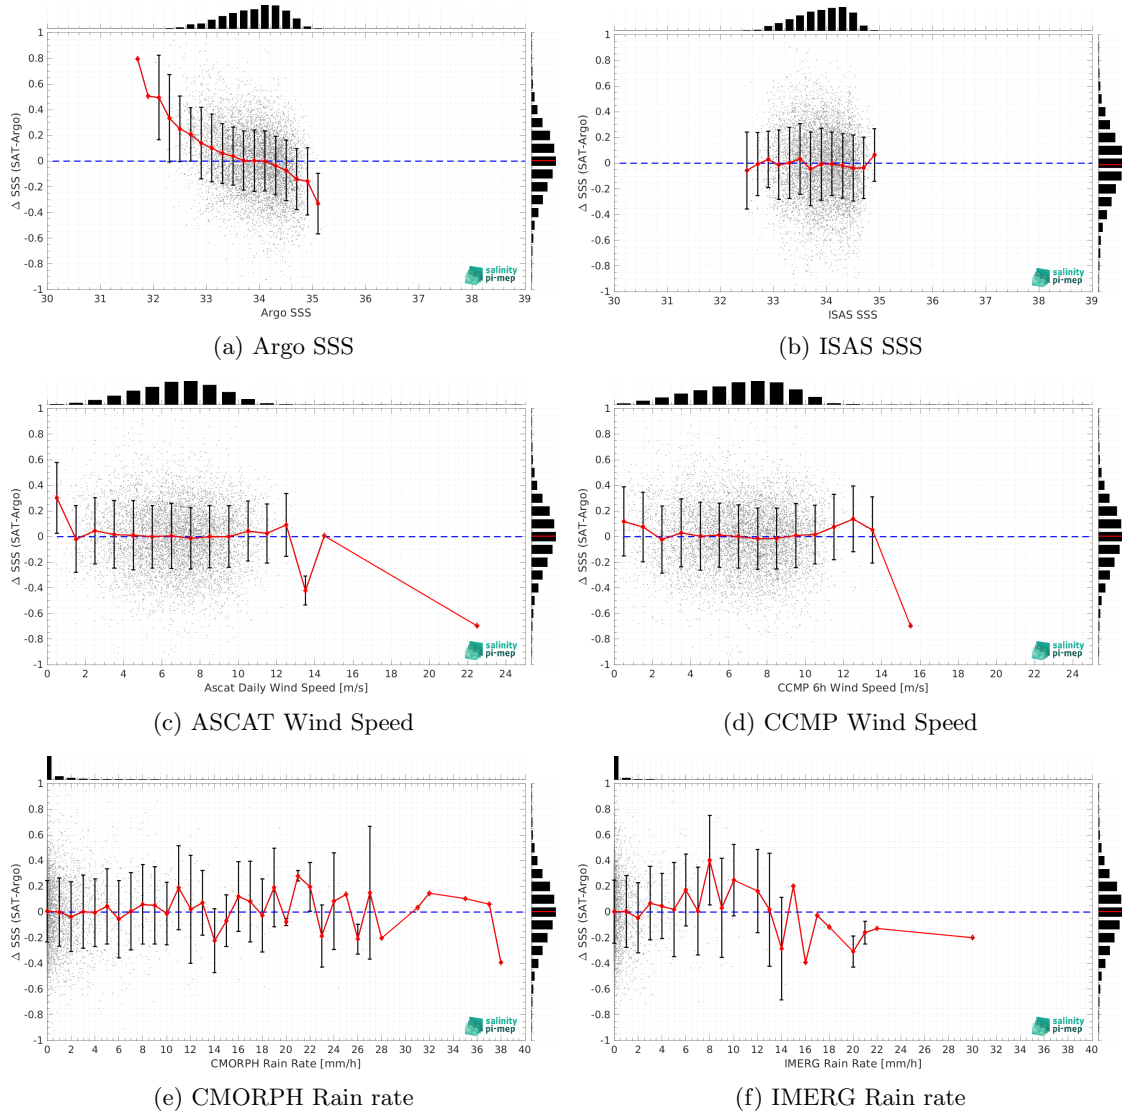 1
0.8
0.6
0.4
0.2
0
-0.2
-0.4
-0.6
-0.8
-1
Δ SSS (SAT-Argo)
30 31 32 33 34 35 36 37 38 39
Argo SSS
salinity
pi-mep
(a) Argo SSS
1
0.8
0.6
0.4
0.2
0
-0.2
-0.4
-0.6
-0.8
-1
Δ SSS (SAT-Argo)
30 31 32 33 34 35 36 37 38 39
ISAS SSS
salinity
pi-mep
(b) ISAS SSS
1
0.8
0.6
0.4
0.2
0
-0.2
-0.4
-0.6
-0.8
-1
Δ SSS (SAT-Argo)
0 2 4 6 8 10 12 14 16 18 20 22 24
Ascat Daily Wind Speed [m/s]
salinity
pi-mep
(c) ASCAT Wind Speed
1
0.8
0.6
0.4
0.2
0
-0.2
-0.4
-0.6
-0.8
-1
Δ SSS (SAT-Argo)
0 2 4 6 8 10 12 14 16 18 20 22 24
CCMP 6h Wind Speed [m/s]
salinity
pi-mep
(d) CCMP Wind Speed
1
0.8
0.6
0.4
0.2
0
-0.2
-0.4
-0.6
-0.8
-1
Δ SSS (SAT-Argo)
0 2 4 6 8 10 12 14 16 18 20 22 24 26 28 30 32 34 36 38 40
CMORPH Rain Rate [mm/h]
salinity
pi-mep
(e) CMORPH Rain rate
1
0.8
0.6
0.4
0.2
0
-0.2
-0.4
-0.6
-0.8
-1
Δ SSS (SAT-Argo)
0 2 4 6 8 10 12 14 16 18 20 22 24 26 28 30 32 34 36 38 40
IMERG Rain Rate [mm/h]
salinity
pi-mep
(f) IMERG Rain rate